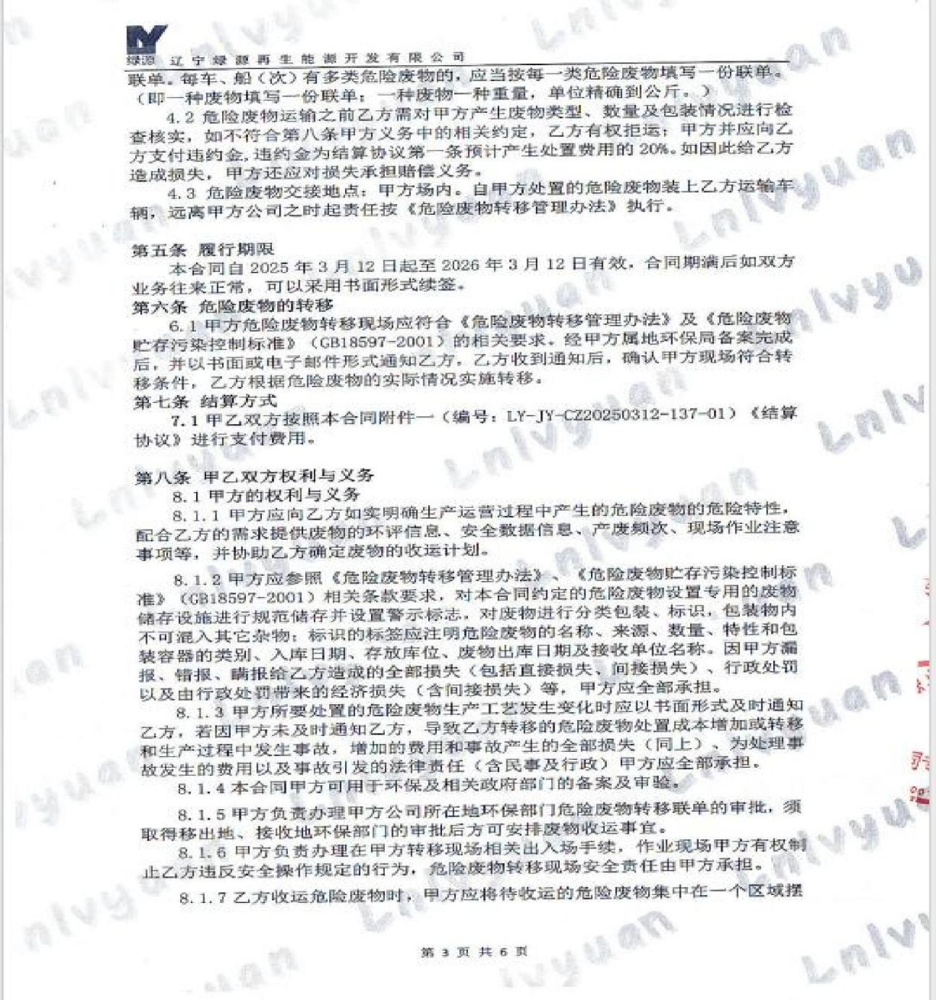 绿源 辽宁绿源再生能源开发有限公司
联单。每车、船（次）有多类危险废物的，应当按每一类危险废物填写一份联单。
（即一种废物填写一份联单；一种废物一种重量，单位精确到公斤。）
4.2 危险废物运输之前乙方需对甲方产生废物类型、数量及包装情况进行检
查核实，如不符合第八条甲方义务中的相关约定，乙方有权拒运；甲方并应向乙
方支付违约金,违约金为结算协议第一条预计产生处置费用的 20%。如因此给乙方
造成损失，甲方还应对损失承担赔偿义务。
4.3 危险废物交接地点：甲方场内。自甲方处置的危险废物装上乙方运输车
辆，远离甲方公司之时起责任按《危险废物转移管理办法》执行。
第五条 履行期限
本合同自 2025 年 3 月 12 日起至 2026 年 3 月 12 日有效，合同期满后如双方
业务往来正常，可以采用书面形式续签。
第六条 危险废物的转移
6.1 甲方危险废物转移现场应符合《危险废物转移管理办法》及《危险废物
贮存污染控制标准》（GB18597-2001）的相关要求。经甲方属地环保局备案完成
后，并以书面或电子邮件形式通知乙方，乙方收到通知后，确认甲方现场符合转
移条件，乙方根据危险废物的实际情况实施转移。
第七条 结算方式
7.1 甲乙双方按照本合同附件一（编号：LY-JY-CZ20250312-137-01）《结算
协议》进行支付费用。
第八条 甲乙双方权利与义务
8.1 甲方的权利与义务
8.1.1 甲方应向乙方如实明确生产运营过程中产生的危险废物的危险特性，
配合乙方的需求提供废物的环评信息、安全数据信息、产废频次、现场作业注意
事项等，并协助乙方确定废物的收运计划。
8.1.2 甲方应参照《危险废物转移管理办法》、《危险废物贮存污染控制标
准》（GB18597-2001）相关条款要求，对本合同约定的危险废物设置专用的废物
储存设施进行规范储存并设置警示标志，对废物进行分类包装、标识，包装物内
不可混入其它杂物；标识的标签应注明危险废物的名称、来源、数量、特性和包
装容器的类别、入库日期、存放库位、废物出库日期及接收单位名称。因甲方漏
报、错报、瞒报给乙方造成的全部损失（包括直接损失、间接损失）、行政处罚
以及由行政处罚带来的经济损失（含间接损失）等，甲方应全部承担。
8.1.3 甲方所要处置的危险废物生产工艺发生变化时应以书面形式及时通知
乙方，若因甲方未及时通知乙方，导致乙方转移的危险废物处置成本增加或转移
和生产过程中发生事故，增加的费用和事故产生的全部损失（同上）、为处理事
故发生的费用以及事故引发的法律责任（含民事及行政）甲方应全部承担。
8.1.4 本合同甲方可用于环保及相关政府部门的备案及审验。
8.1.5 甲方负责办理甲方公司所在地环保部门危险废物转移联单的审批，须
取得移出地、接收地环保部门的审批后方可安排废物收运事宜。
8.1.6 甲方负责办理在甲方转移现场相关出入场手续，作业现场甲方有权制
止乙方违反安全操作规定的行为，危险废物转移现场安全责任由甲方承担。
8.1.7 乙方收运危险废物时，甲方应将待收运的危险废物集中在一个区域摆
第 3 页 共 6 页